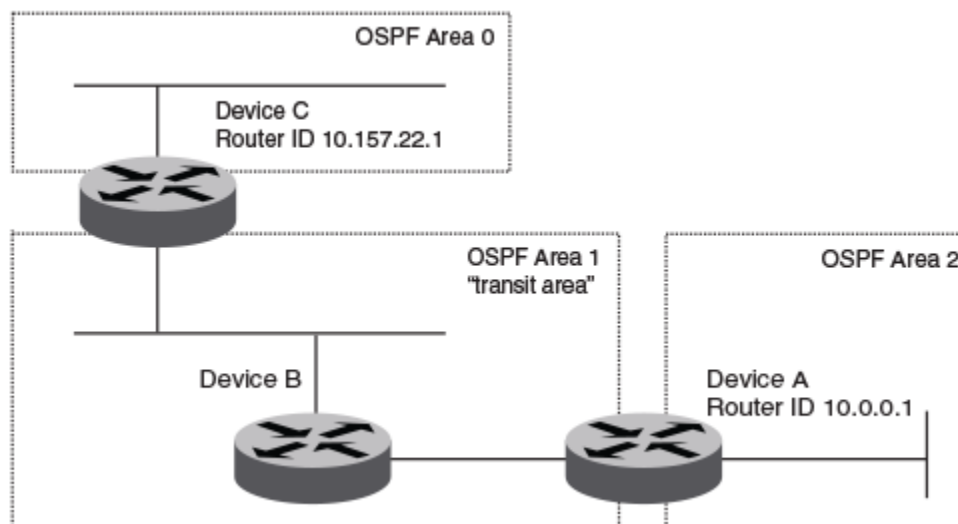 OSPF Area 0
Device C
Router ID 10.157.22.1
OSPF Area 1
“transit area”
OSPF Area 2
Device B
Device A
Router ID 10.0.0.1